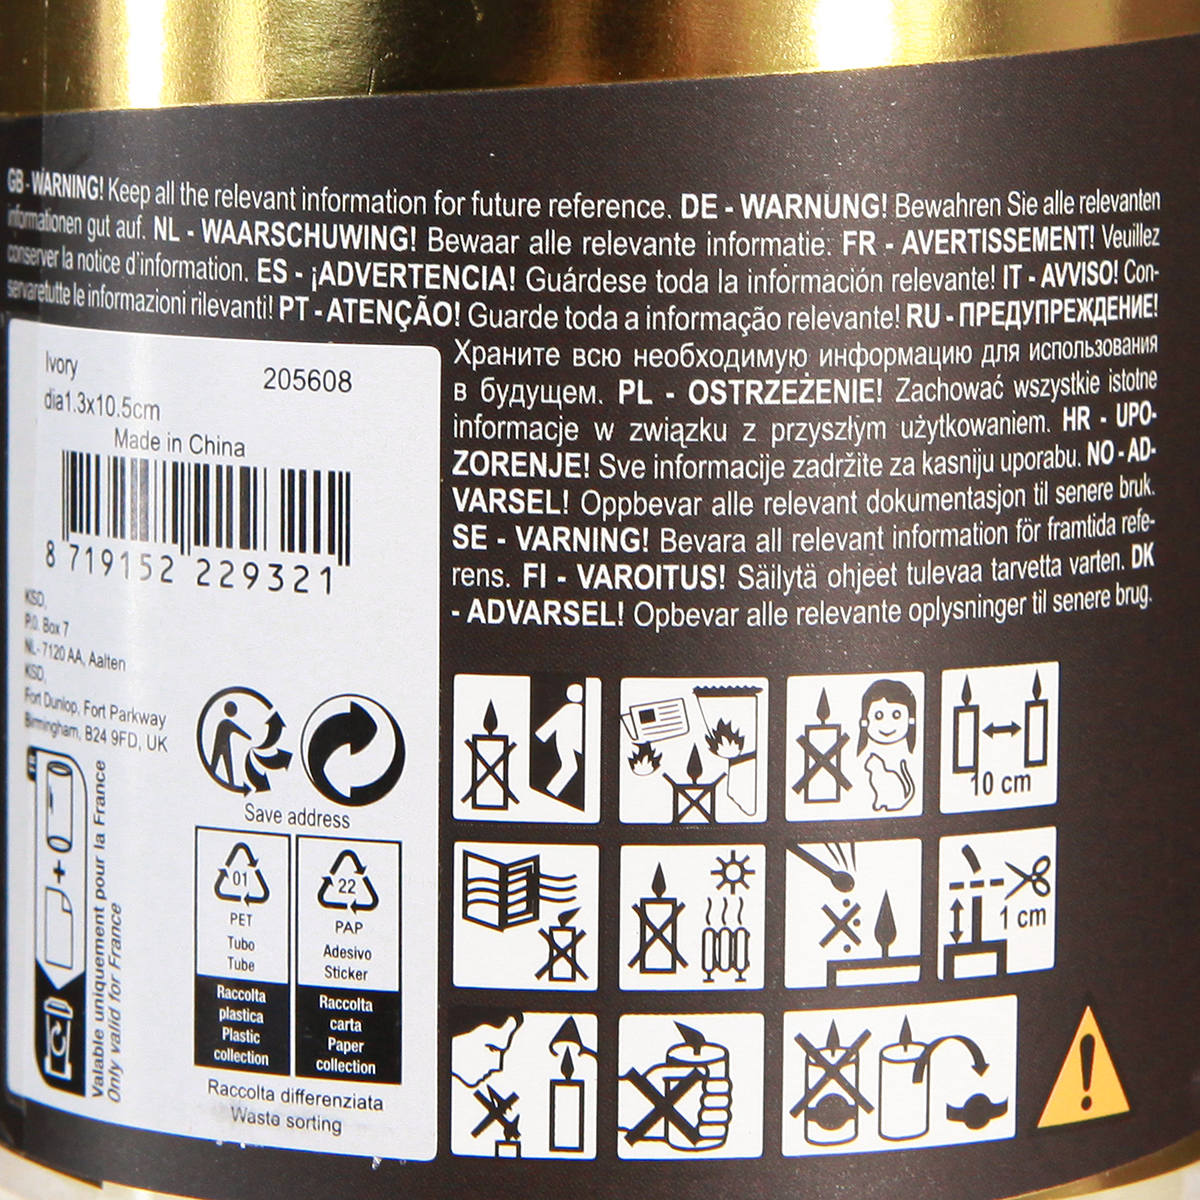 GB - WARNING! Keep all the relevant information for future reference. DE - WARNUNG! Bewahren Sie alle relevanten
informationen gut auf. NL - WAARSCHUWING! Bewaar alle relevante informatie. FR - AVERTISSEMENT! Veuillez
conserver la notice d'information. ES - ¡ADVERTENCIA! Guárdese toda la información relevante! IT - AVVISO! Con-
servaretutte le informazioni rilevanti! PT - ATENÇÃO! Guarde toda a informação relevante! RU - ПРЕДУПРЕЖДЕНИЕ!
Храните всю необходимую информацию для использования
в будущем. PL - OSTRZEŻENIE! Zachować wszystkie istotne
informacje w związku z przyszłym użytkowaniem. HR - UPO-
ZORENJE! Sve informacije zadržite za kasniju uporabu. NO - AD-
VARSEL! Oppbevar alle relevant dokumentasjon til senere bruk.
SE - VARNING! Bevara all relevant information för framtida refe-
rens. FI - VAROITUS! Säilytä ohjeet tulevaa tarvetta varten. DK
- ADVARSEL! Opbevar alle relevante oplysninger til senere brug.
Ivory
205608
dia1.3x10.5cm
Made in China
8 719152 229321
KSD,
P.O. Box 7
NL- 7120 AA, Aalten
KSD,
Fort Dunlop, Fort Parkway
Birmingham, B24 9FD, UK
FR
Valable uniquement pour la France
Only valid for France
Save address
01
PET
Tubo
Tube
Raccolta
plastica
Plastic
collection
22
PAP
Adesivo
Sticker
Raccolta
carta
Paper
collection
Raccolta differenziata
Waste sorting
10 cm
1 cm